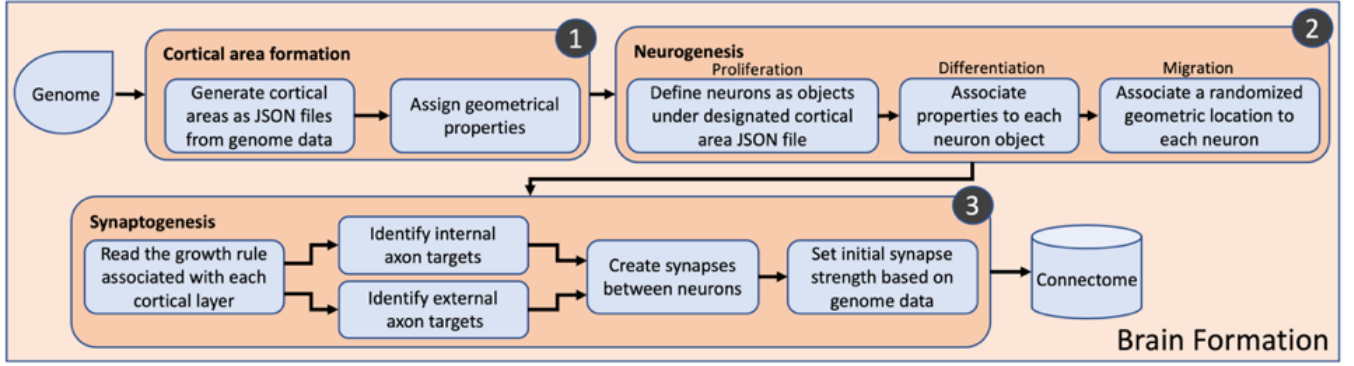 Genome
1
Cortical area formation
Generate cortical
areas as JSON files
from genome data
Assign geometrical
properties
2
Neurogenesis
Proliferation
Define neurons as objects
under designated cortical
area JSON file
Differentiation
Associate
properties to each
neuron object
Migration
Associate a randomized
geometric location to
each neuron
3
Synaptogenesis
Read the growth rule
associated with each
cortical layer
Identify internal
axon targets
Identify external
axon targets
Create synapses
between neurons
Set initial synapse
strength based on
genome data
Connectome
Brain Formation